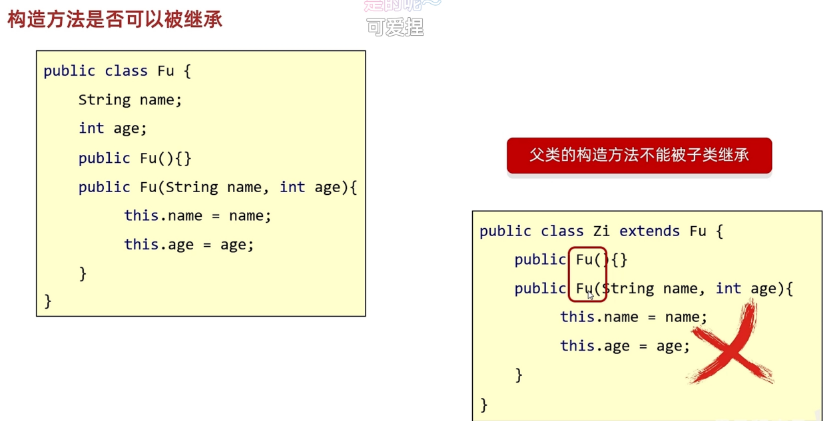 构造方法是否可以被继承
是的呢~
可爱捏
public class Fu {
String name;
int age;
public Fu(){}
public Fu(String name, int age){
this.name = name;
this.age = age;
}
}
父类的构造方法不能被子类继承
public class Zi extends Fu {
public Fu(){}
public Fu(String name, int age){
this.name = name;
this.age = age;
}
}